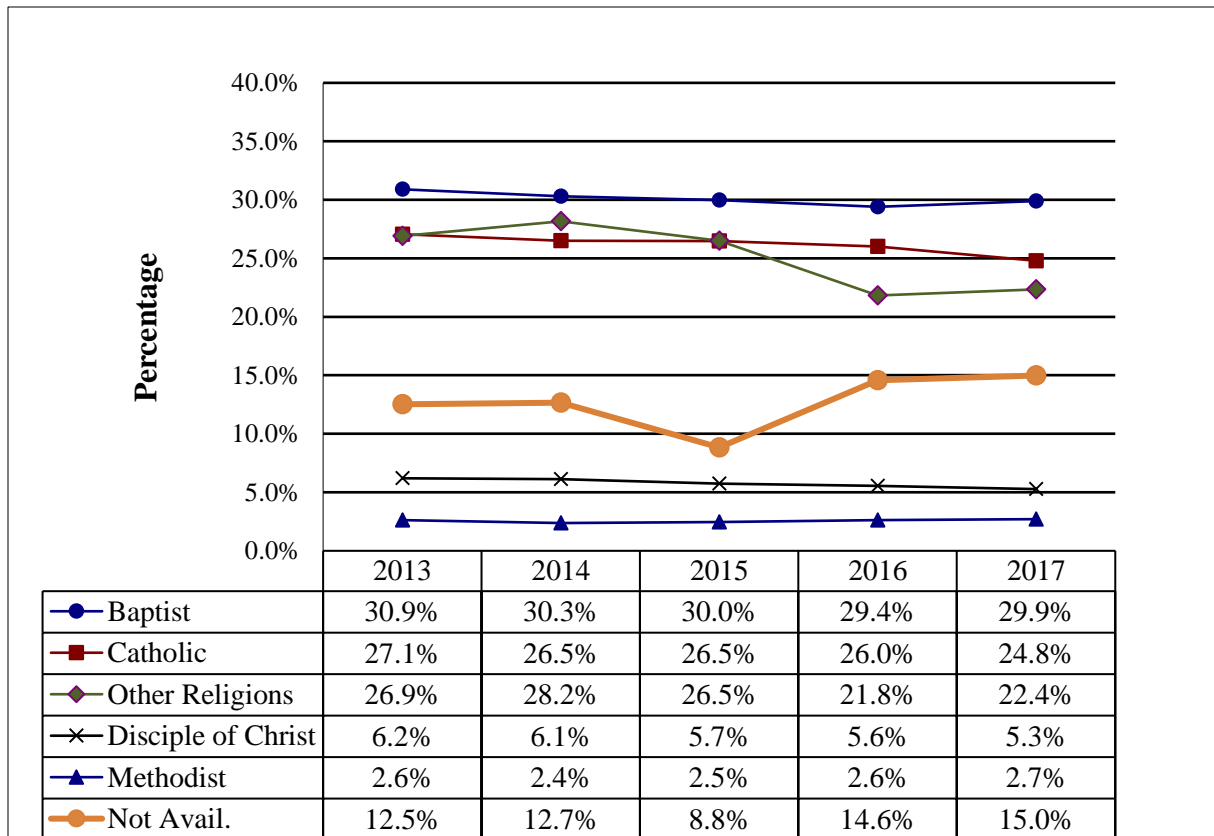 40.0%
35.0%
30.0%
25.0%
20.0%
15.0%
10.0%
5.0%
0.0%
Percentage
2013 2014 2015 2016 2017
Baptist 30.9% 30.3% 30.0% 29.4% 29.9%
Catholic 27.1% 26.5% 26.5% 26.0% 24.8%
Other Religions 26.9% 28.2% 26.5% 21.8% 22.4%
Disciple of Christ 6.2% 6.1% 5.7% 5.6% 5.3%
Methodist 2.6% 2.4% 2.5% 2.6% 2.7%
Not Avail. 12.5% 12.7% 8.8% 14.6% 15.0%